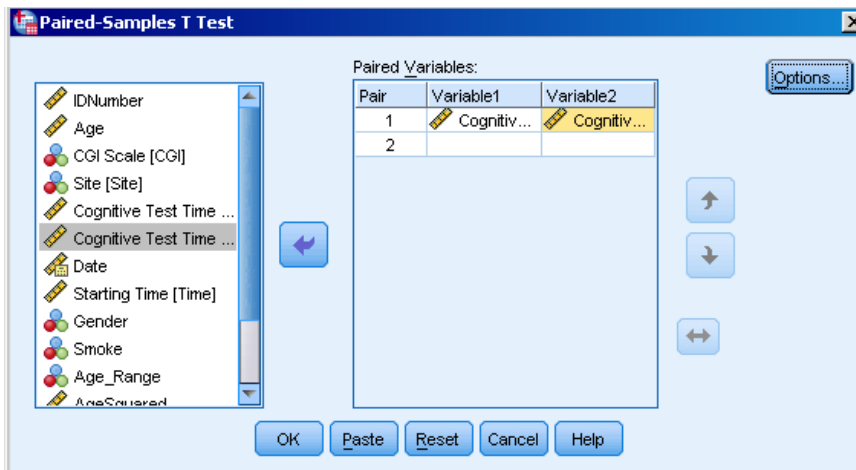 Paired-Samples T Test
IDNumber
Age
CGI Scale [CGI]
Site [Site]
Cognitive Test Time ...
Cognitive Test Time ...
Date
Starting Time [Time]
Gender
Smoke
Age_Range
AgeSquared
Paired Variables:
Pair Variable1 Variable2
1 Cognitiv... Cognitiv...
2
Options...
OK Paste Reset Cancel Help